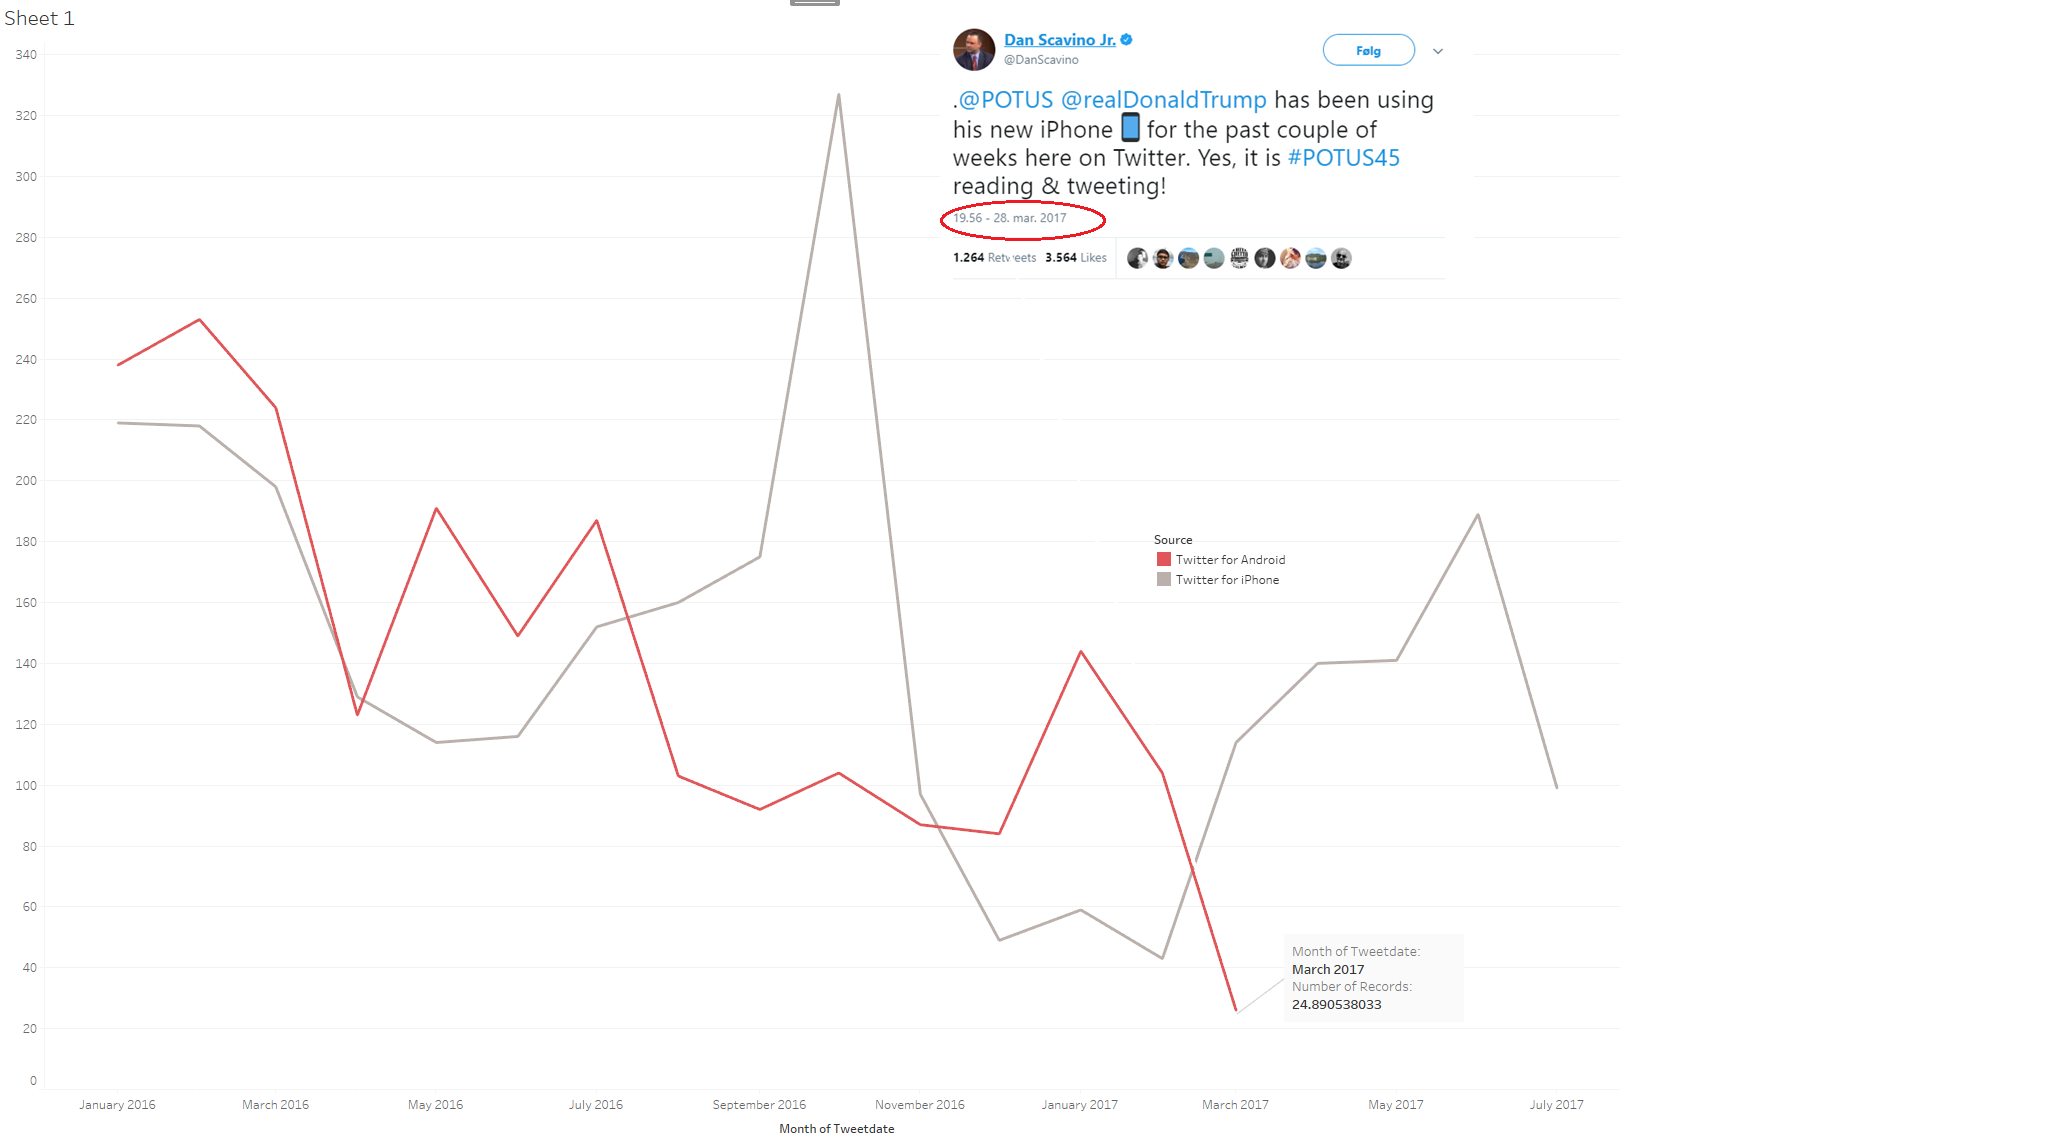 Sheet 1
Dan Scavino Jr.
@DanScavino
Følg
.@POTUS @realDonaldTrump has been using
his new iPhone for the past couple of
weeks here on Twitter. Yes, it is #POTUS45
reading & tweeting!
19.56 - 28. mar. 2017
1.264 Retweets 3.564 Likes
340
320
300
280
260
240
220
200
180
160
140
120
100
80
60
40
20
0
Source
Twitter for Android
Twitter for iPhone
Month of Tweetdate:
March 2017
Number of Records:
24.890538033
January 2016 March 2016 May 2016 July 2016 September 2016 November 2016 January 2017 March 2017 May 2017 July 2017
Month of Tweetdate